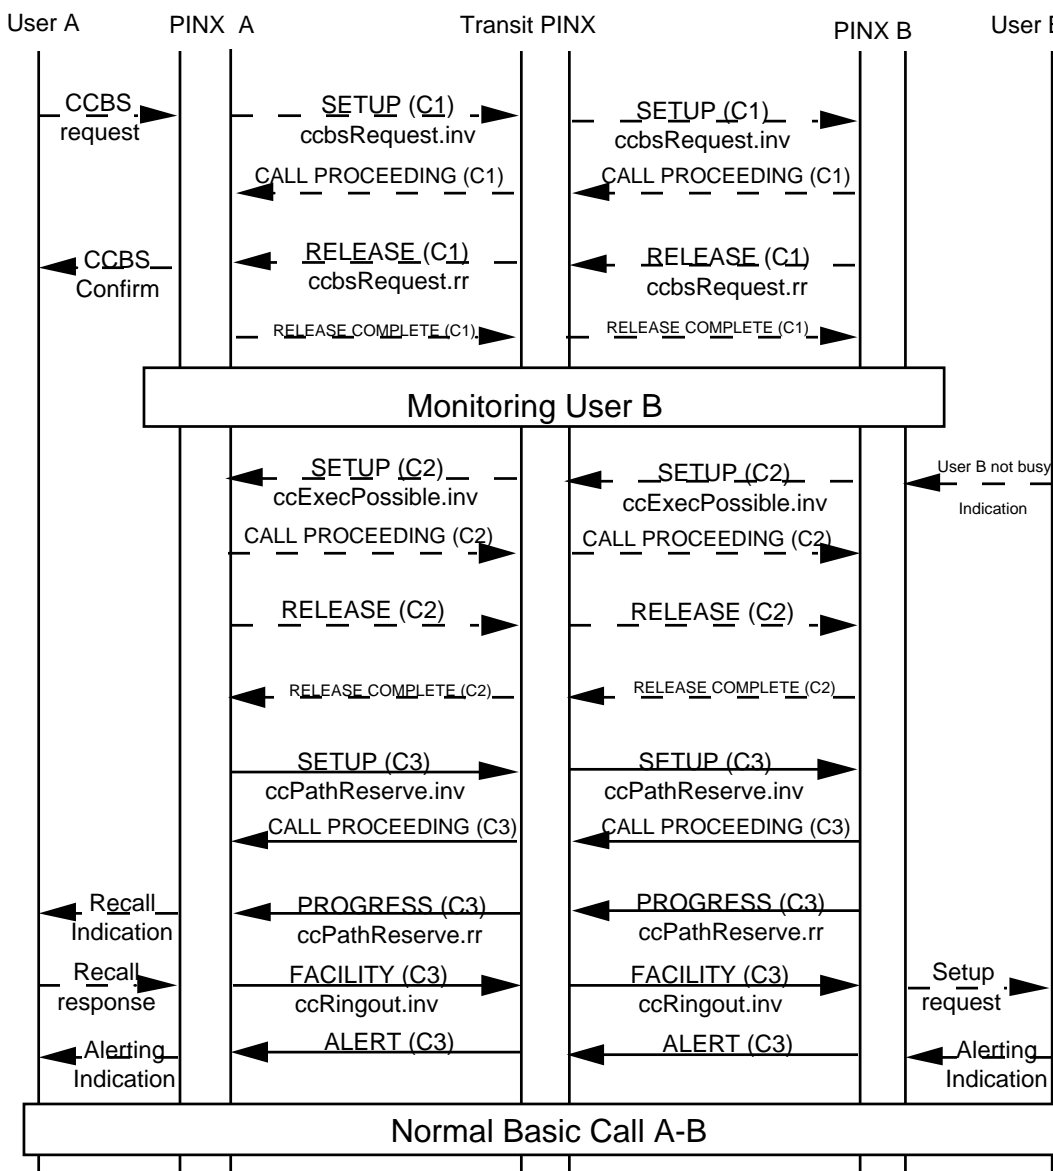 User A PINX A Transit PINX PINX B User B
CCBS request
SETUP (C1)
ccbsRequest.inv
SETUP (C1)
ccbsRequest.inv
CALL PROCEEDING (C1)
CALL PROCEEDING (C1)
CCBS
Confirm
RELEASE (C1)
ccbsRequest.rr
RELEASE (C1)
ccbsRequest.rr
RELEASE COMPLETE (C1)
RELEASE COMPLETE (C1)
Monitoring User B
SETUP (C2)
ccExecPossible.inv
SETUP (C2)
ccExecPossible.inv
User B not busy
Indication
CALL PROCEEDING (C2)
CALL PROCEEDING (C2)
RELEASE (C2)
RELEASE (C2)
RELEASE COMPLETE (C2)
RELEASE COMPLETE (C2)
SETUP (C3)
ccPathReserve.inv
SETUP (C3)
ccPathReserve.inv
CALL PROCEEDING (C3)
CALL PROCEEDING (C3)
Recall
Indication
PROGRESS (C3)
ccPathReserve.rr
PROGRESS (C3)
ccPathReserve.rr
Recall
response
FACILITY (C3)
ccRingout.inv
FACILITY (C3)
ccRingout.inv
Setup
request
Alerting
Indication
ALERT (C3)
ALERT (C3)
Alerting
Indication
Normal Basic Call A-B